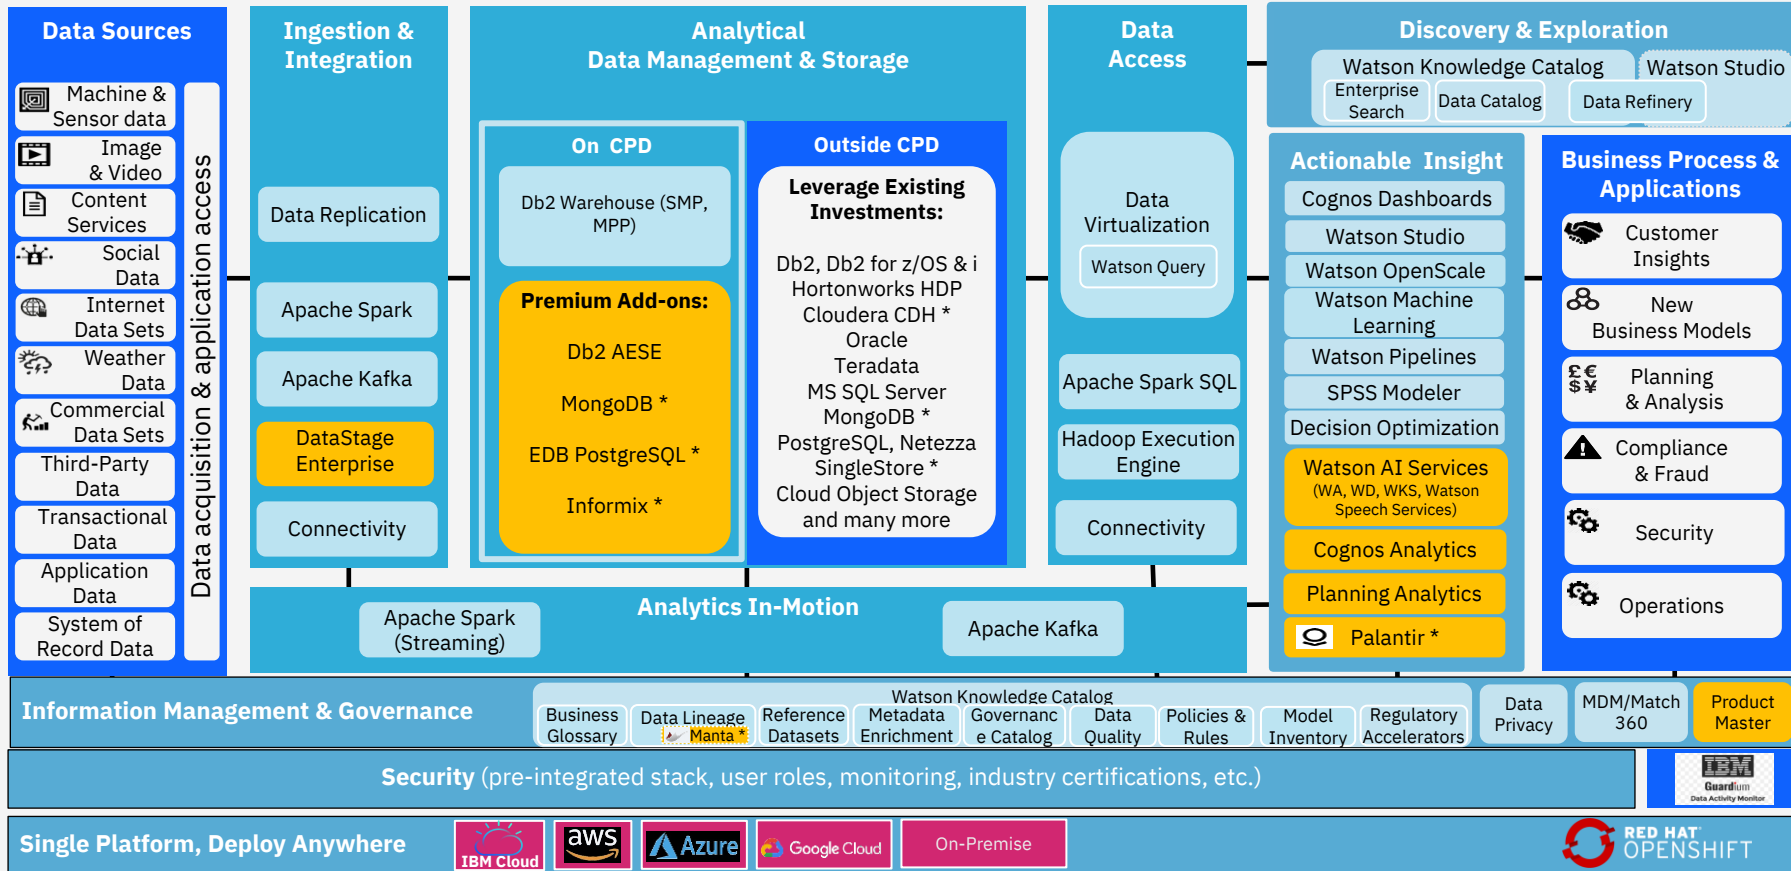 Data Sources
Machine &
Sensor data
Image
& Video
Content
Services
Social
Data
Internet
Data Sets
Weather
Data
Commercial
Data Sets
Third-Party
Data
Transactional
Data
Application
Data
System of
Record Data
Data acquisition & application access
Ingestion &
Integration
Data Replication
Apache Spark
Apache Kafka
DataStage
Enterprise
Connectivity
Analytical
Data Management & Storage
On CPD
Db2 Warehouse (SMP,
MPP)
Premium Add-ons:
Db2 AESE
MongoDB *
EDB PostgreSQL *
Informix *
Outside CPD
Leverage Existing
Investments:
Db2, Db2 for z/OS & i
Hortonworks HDP
Cloudera CDH *
Oracle
Teradata
MS SQL Server
MongoDB *
PostgreSQL, Netezza
SingleStore *
Cloud Object Storage
and many more
Data
Access
Data
Virtualization
Watson Query
Apache Spark SQL
Hadoop Execution
Engine
Connectivity
Analytics In-Motion
Apache Spark
(Streaming)
Apache Kafka
Discovery & Exploration
Watson Knowledge Catalog
Watson Studio
Enterprise
Search
Data Catalog
Data Refinery
Actionable Insight
Cognos Dashboards
Watson Studio
Watson OpenScale
Watson Machine
Learning
Watson Pipelines
SPSS Modeler
Decision Optimization
Watson AI Services
(WA, WD, WKS, Watson
Speech Services)
Cognos Analytics
Planning Analytics
Palantir *
Business Process &
Applications
Customer
Insights
New
Business Models
£ €
$ ¥
Planning
& Analysis
Compliance
& Fraud
Security
Operations
Information Management & Governance
Watson Knowledge Catalog
Business
Glossary
Data Lineage
Manta *
Reference
Datasets
Metadata
Enrichment
Governanc
e Catalog
Data
Quality
Policies &
Rules
Model
Inventory
Regulatory
Accelerators
Data
Privacy
MDM/Match
360
Product
Master
Security (pre-integrated stack, user roles, monitoring, industry certifications, etc.)
IBM
Guardium
Data Activity Monitor
Single Platform, Deploy Anywhere
IBM Cloud
aws
Azure
Google Cloud
On-Premise
RED HAT
OPENSHIFT